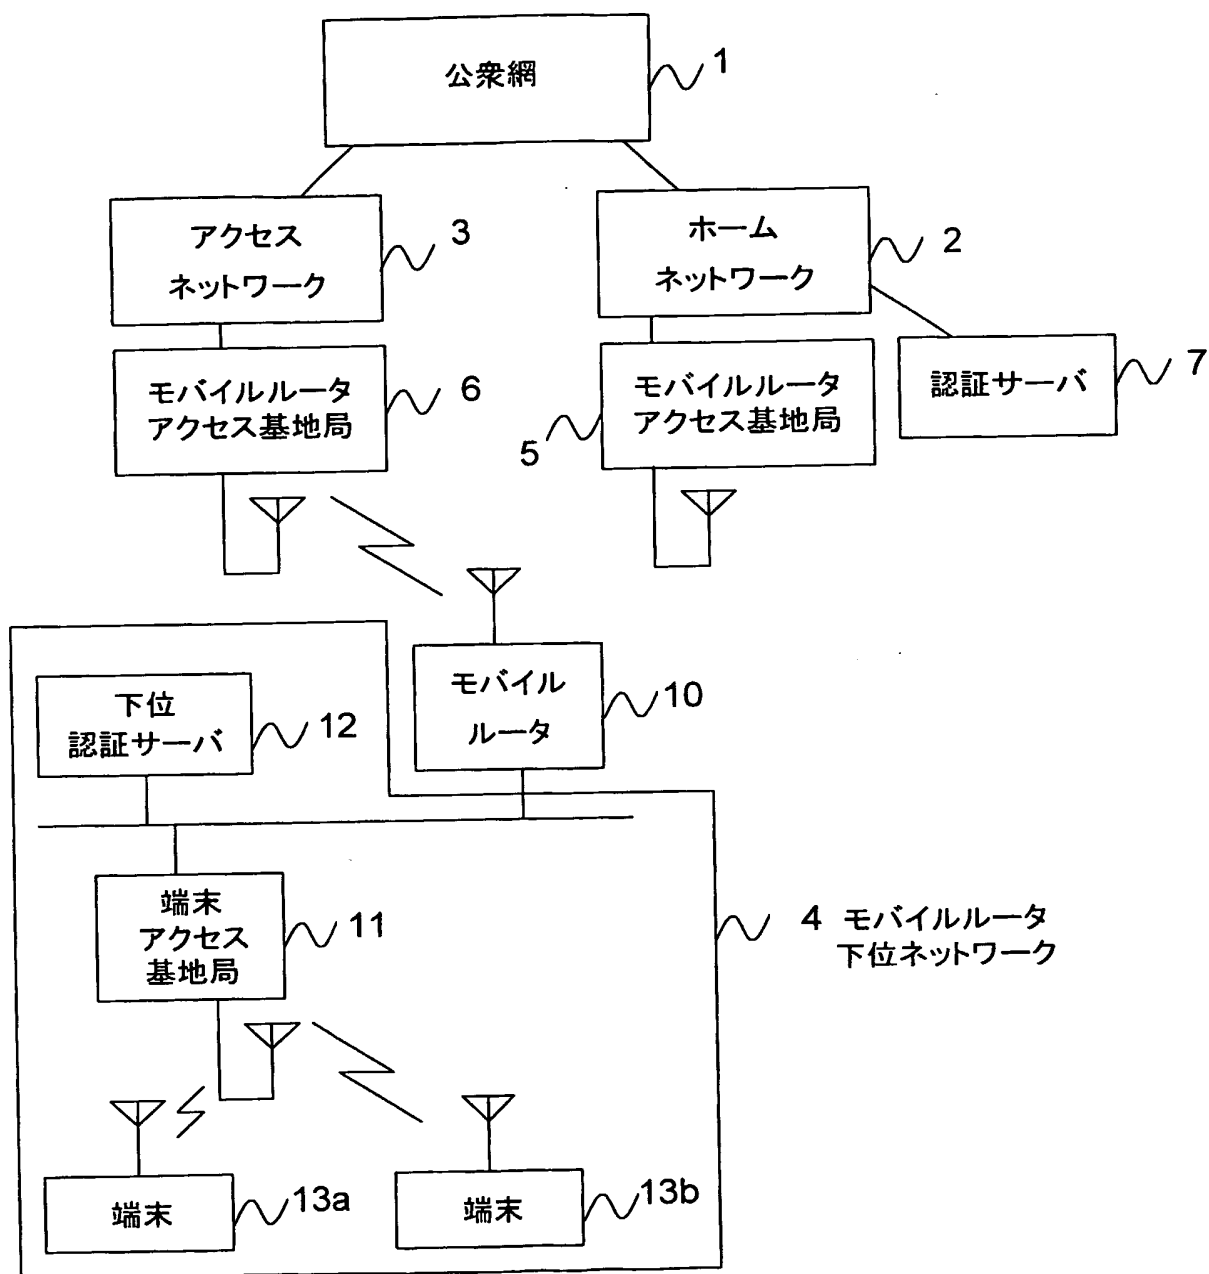 公衆網
1
アクセス
ネットワーク
3
ホーム
ネットワーク
2
モバイルルータ
アクセス基地局
6
モバイルルータ
アクセス基地局
5
認証サーバ
7
モバイル
ルータ
10
下位
認証サーバ
12
端末
アクセス
基地局
11
4 モバイルルータ
下位ネットワーク
端末
13a
端末
13b